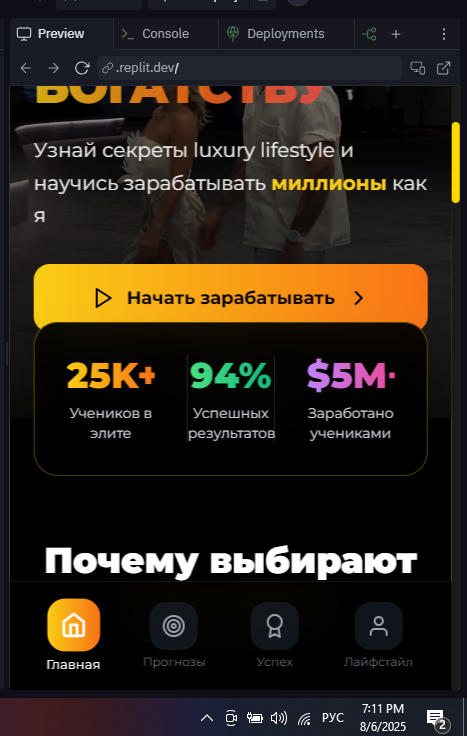 Preview
Console
Deployments
.replit.dev/
БОГАТСТВУ
Узнай секреты luxury lifestyle и
научись зарабатывать миллионы как
я
Начать зарабатывать
25K+ 94% $5M
Учеников в Успешных Заработано
элите результатов учениками
Почему выбирают
Главная Прогнозы Успех Лайфстайл
РУС
7:11 PM
8/6/2025
2